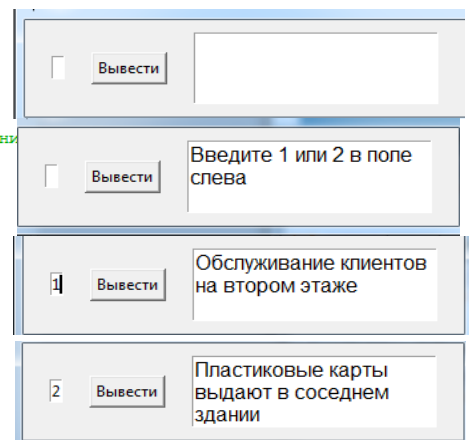 Вывести
ни
Вывести
Введите 1 или 2 в поле
слева
1
Вывести
Обслуживание клиентов
на втором этаже
2
Вывести
Пластиковые карты
выдают в соседнем
здании